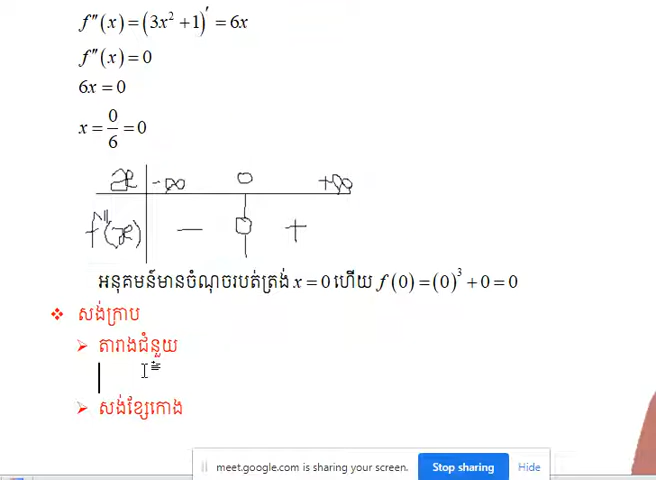 f''(x) = (3x² + 1)' = 6x
f''(x) = 0
6x = 0
x = 0/6 = 0
x -∞ 0 +∞
f''(x) − 0 +
អនុគមន៍មានចំណុចរបត់ត្រង់ x = 0 ហើយ f(0) = (0)³ + 0 = 0
❖ សង់ក្រាប
➢ តារាងជំនួយ
➢ សង់ខ្សែកោង
meet.google.com is sharing your screen. Stop sharing Hide